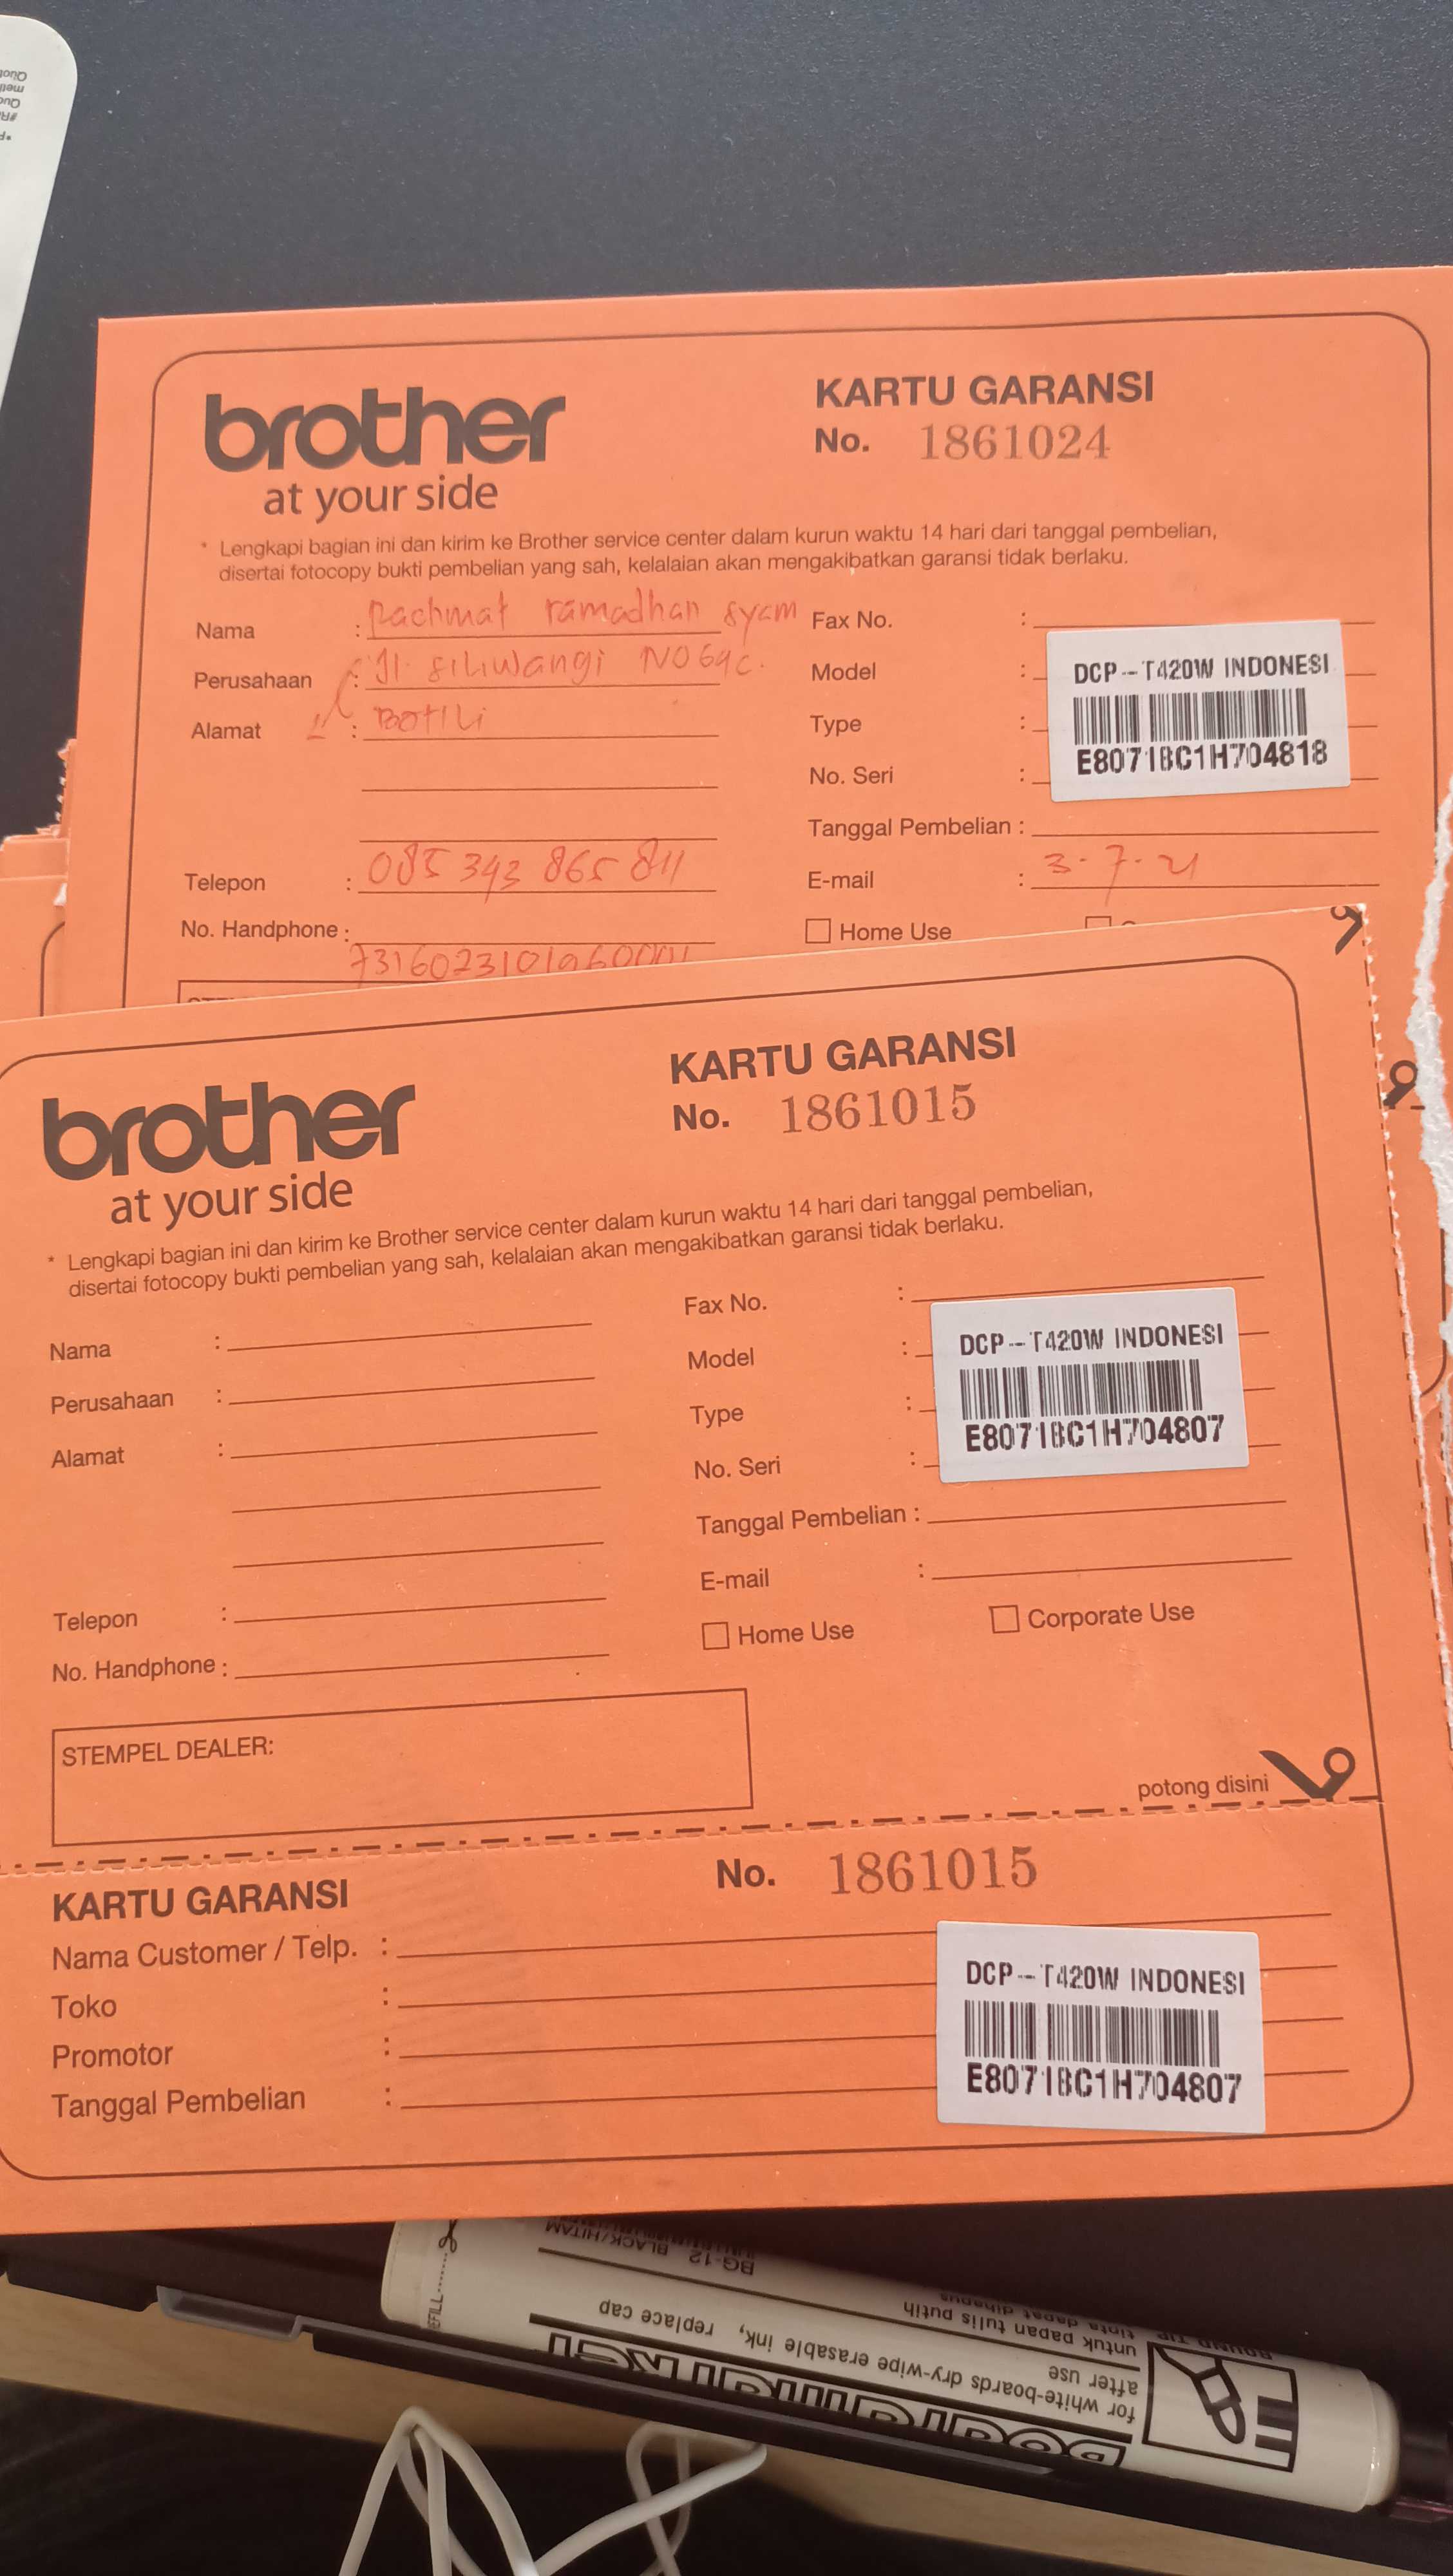 brother
at your side
KARTU GARANSI
No. 1861024
* Lengkapi bagian ini dan kirim ke Brother service center dalam kurun waktu 14 hari dari tanggal pembelian,
disertai fotocopy bukti pembelian yang sah, kelalaian akan mengakibatkan garansi tidak berlaku.
Nama : Rachmat ramadhan syam
Perusahaan : Jl. siliwangi NO 64c.
Alamat :
Telepon : 085 343 865 811
No. Handphone :
Fax No. :
Model :
Type :
No. Seri :
DCP-T420W INDONESI
E80718C1H704818
Tanggal Pembelian :
E-mail : 3-7-21
Home Use
brother
at your side
KARTU GARANSI
No. 1861015
* Lengkapi bagian ini dan kirim ke Brother service center dalam kurun waktu 14 hari dari tanggal pembelian,
disertai fotocopy bukti pembelian yang sah, kelalaian akan mengakibatkan garansi tidak berlaku.
Nama :
Perusahaan :
Alamat :
Telepon :
No. Handphone :
Fax No. :
Model :
Type :
No. Seri :
DCP-T420W INDONESI
E80718C1H704807
Tanggal Pembelian :
E-mail :
Home Use
Corporate Use
STEMPEL DEALER:
potong disini
KARTU GARANSI
No. 1861015
Nama Customer / Telp. :
Toko :
Promotor :
Tanggal Pembelian :
DCP-T420W INDONESI
E80718C1H704807
for white-boards dry-wipe erasable ink, replace cap
after use
untuk papan tulis putih
BG-12 BLACK/HITAM